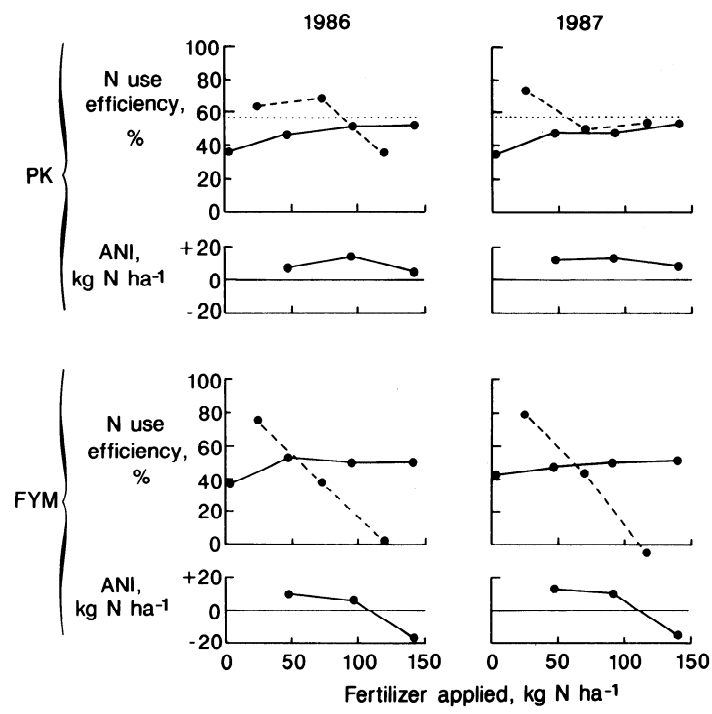 1986
1987
PK
N use
efficiency,
%
100
80
60
40
20
0
ANI,
kg N ha-1
+20
0
-20
FYM
N use
efficiency,
%
100
80
60
40
20
0
ANI,
kg N ha-1
+20
0
-20
0 50 100 150
0 50 100 150
Fertilizer applied, kg N ha-1